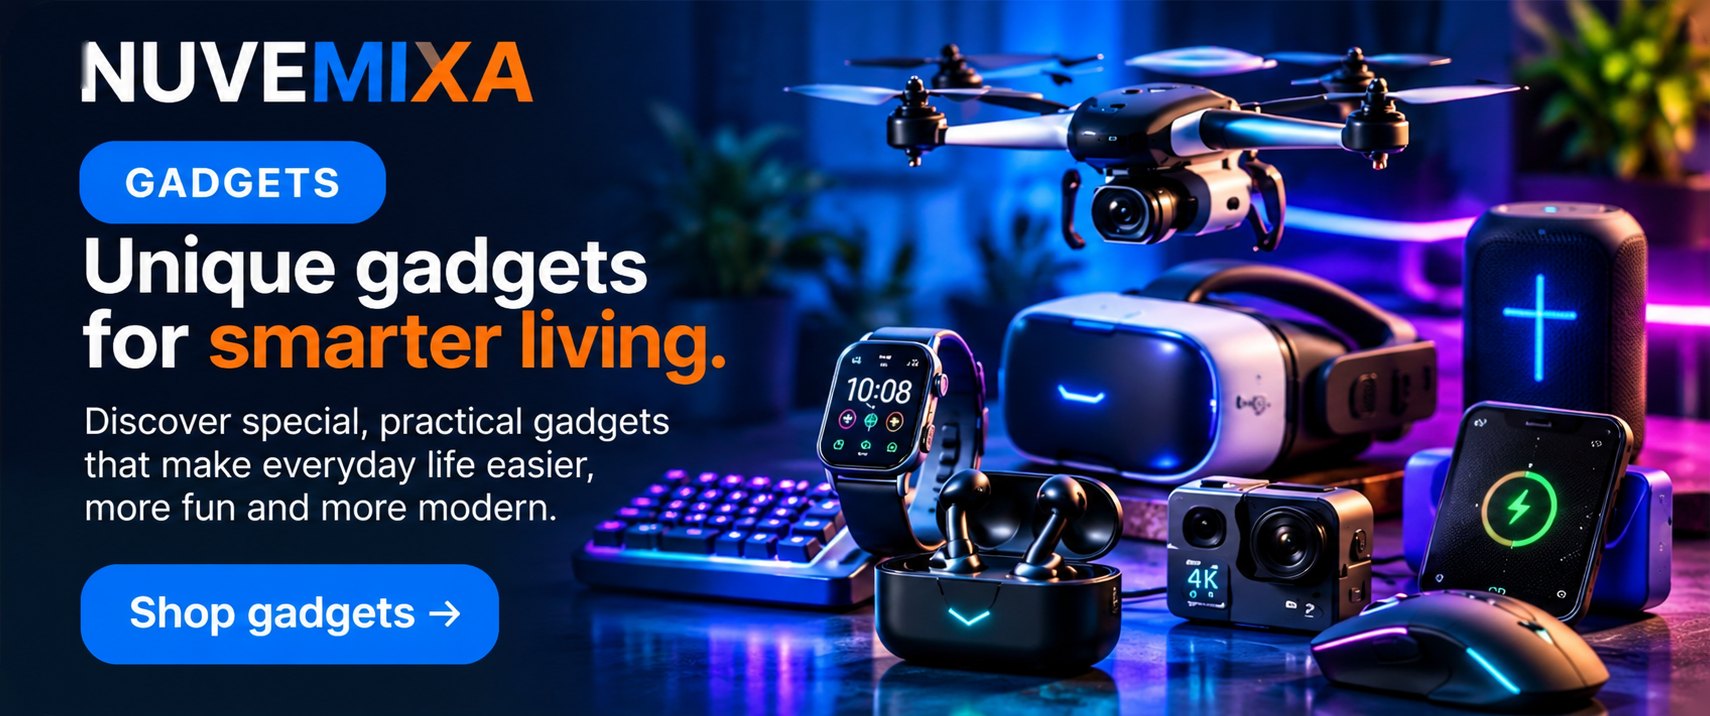 NUVEMIXA
GADGETS
Unique gadgets
for smarter living.
Discover special, practical gadgets
that make everyday life easier,
more fun and more modern.
Shop gadgets →
10:08
4K